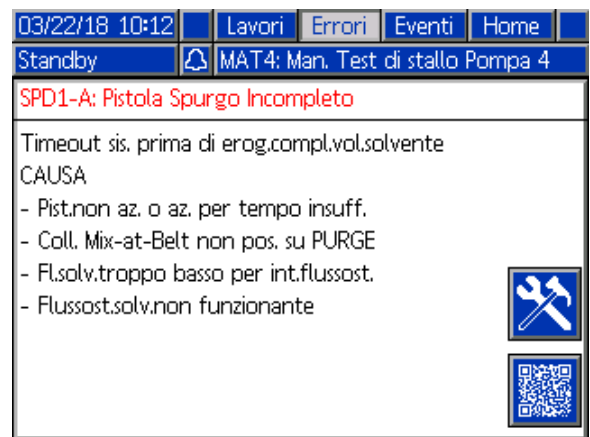 03/22/18 10:12 Lavori Errori Eventi Home
Standby MAT4: Man. Test di stallo Pompa 4
SPD1-A: Pistola Spurgo Incompleto
Timeout sis. prima di erog.compl.vol.solvente
CAUSA
- Pist.non az. o az. per tempo insuff.
- Coll. Mix-at-Belt non pos. su PURGE
- Fl.solv.troppo basso per int.flussost.
- Flussost.solv.non funzionante